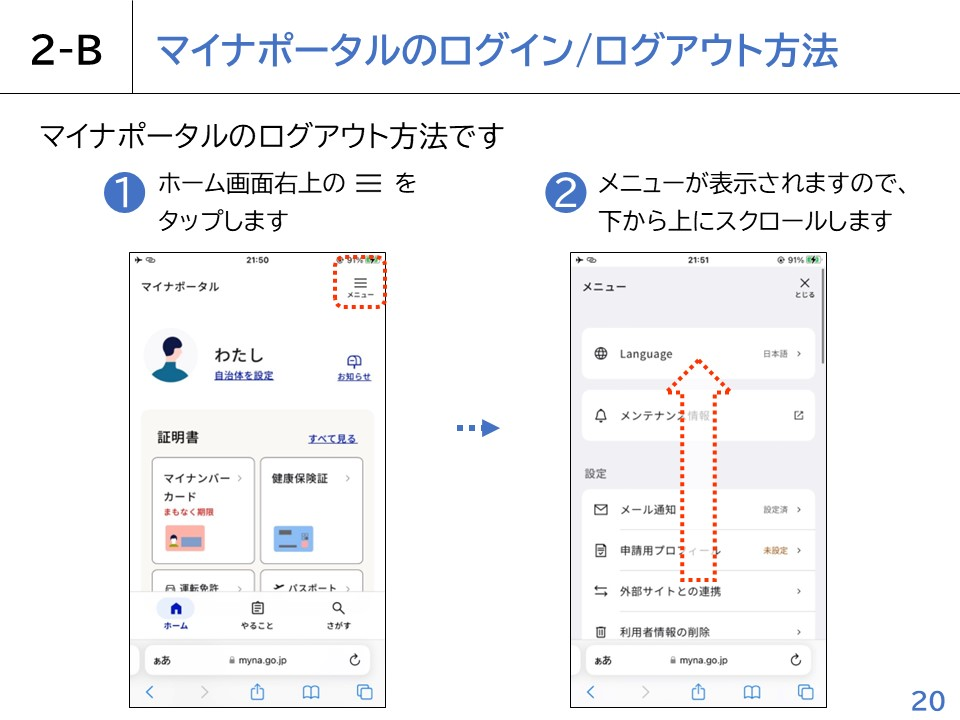 2-B
マイナポータルのログイン/ログアウト方法
マイナポータルのログアウト方法です
1 ホーム画面右上の ☰ を
タップします
21:50
91%
マイナポータル
メニュー
わたし
自治体を設定
お知らせ
証明書
すべて見る
マイナンバー
カード
まもなく期限
健康保険証
運転免許
パスポート
ホーム
やること
さがす
ぁあ
myna.go.jp
2 メニューが表示されますので、
下から上にスクロールします
21:51
91%
メニュー
とじる
Language
日本語
メンテナンス情報
設定
メール通知
設定済
申請用プロフィール
未設定
外部サイトとの連携
利用者情報の削除
ぁあ
myna.go.jp
20